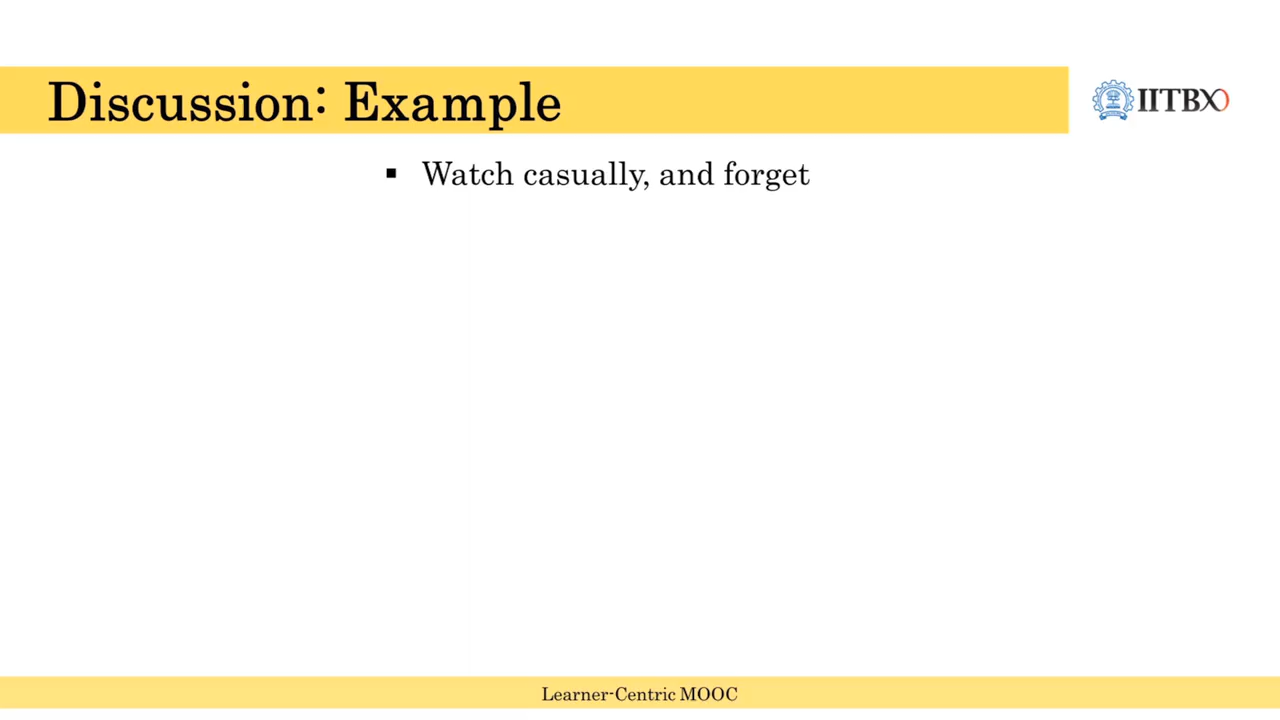 Discussion: Example
IITBX
▪ Watch casually, and forget
Learner-Centric MOOC